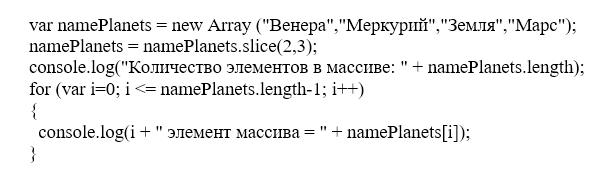 var namePlanets = new Array ("Венера","Меркурий","Земля","Марс");
namePlanets = namePlanets.slice(2,3);
console.log("Количество элементов в массиве: " + namePlanets.length);
for (var i=0; i <= namePlanets.length-1; i++)
{
console.log(i + " элемент массива = " + namePlanets[i]);
}